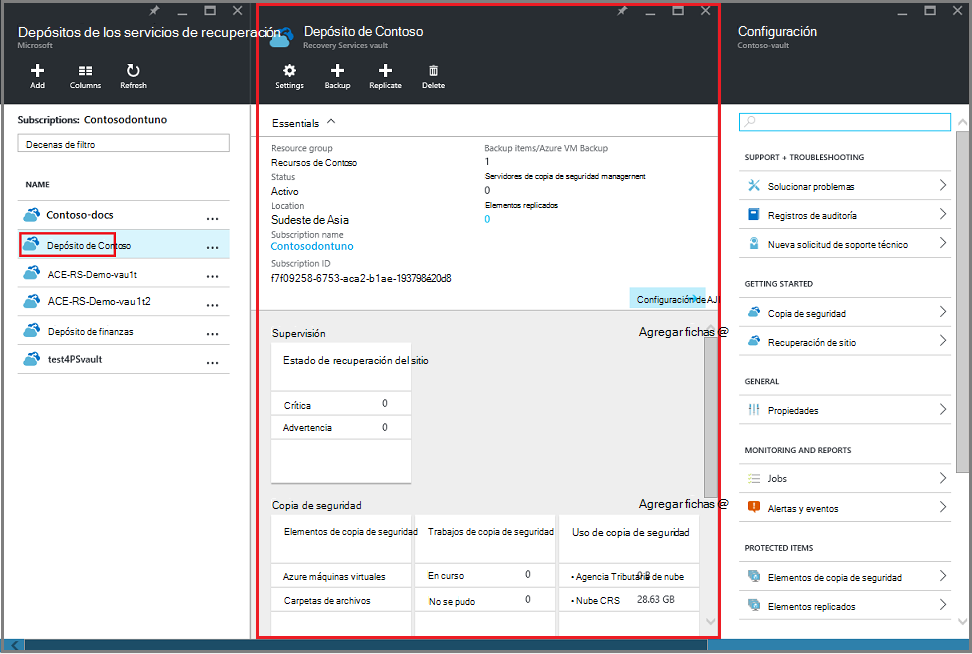 Depósitos de los servicios de recuperación
Microsoft
Add
Columns
Refresh
Subscriptions: Contosodontuno
Decenas de filtro
NAME
Contoso-docs
...
Depósito de Contoso
...
ACE-RS-Demo-vau1t
...
ACE-RS-Demo-vau1t2
...
Depósito de finanzas
...
test4PSvault
...
Depósito de Contoso
Recovery Services vault
Settings
Backup
Replicate
Delete
Essentials
Resource group
Recursos de Contoso
Status
Activo
Location
Sudeste de Asia
Subscription name
Contosodontuno
Subscription ID
f7f09258-6753-aca2-b1ae-193798é20d8
Backup items/Azure VM Backup
1
Servidores de copia de seguridad management
0
Elementos replicados
0
Configuración de AJ
Supervisión
Agregar fichas @
Estado de recuperación del sitio
Crítica 0
Advertencia 0
Copia de seguridad
Agregar fichas @
Elementos de copia de seguridad
Azure máquinas virtuales
Carpetas de archivos
Trabajos de copia de seguridad
En curso 0
No se pudo 0
Uso de copia de seguridad
• Agencia Tributaria de nube 0 B
• Nube CRS 28.63 GB
Configuración
Contoso-vault
SUPPORT + TROUBLESHOOTING
Solucionar problemas
Registros de auditoría
Nueva solicitud de soporte técnico
GETTING STARTED
Copia de seguridad
Recuperación de sitio
GENERAL
Propiedades
MONITORING AND REPORTS
Jobs
Alertas y eventos
PROTECTED ITEMS
Elementos de copia de seguridad
Elementos replicados